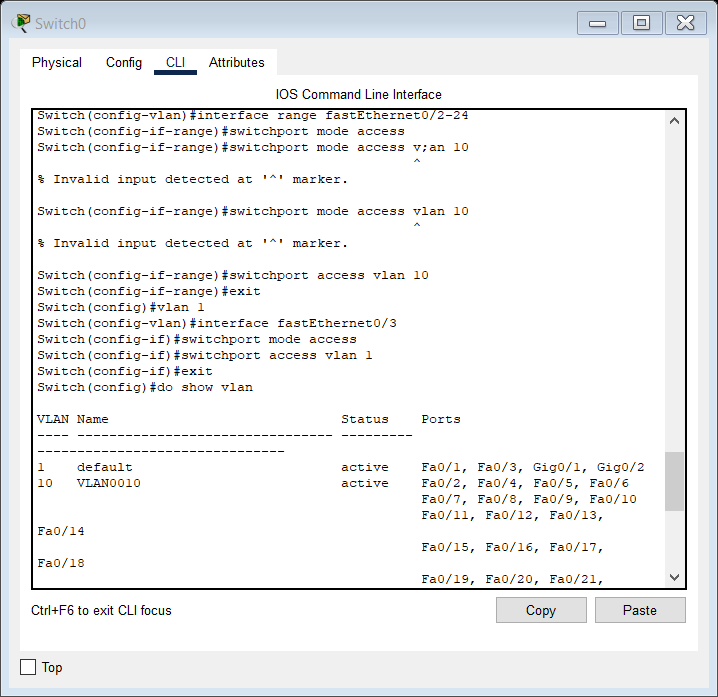 Switch0
Physical Config CLI Attributes
IOS Command Line Interface
Switch(config-vlan)#interface range fastEthernet0/2-24
Switch(config-if-range)#switchport mode access
Switch(config-if-range)#switchport mode access v;an 10
^
% Invalid input detected at '^' marker.
Switch(config-if-range)#switchport mode access vlan 10
^
% Invalid input detected at '^' marker.
Switch(config-if-range)#switchport access vlan 10
Switch(config-if-range)#exit
Switch(config)#vlan 1
Switch(config-vlan)#interface fastEthernet0/3
Switch(config-if)#switchport mode access
Switch(config-if)#switchport access vlan 1
Switch(config-if)#exit
Switch(config)#do show vlan
VLAN Name Status Ports
---- -------------------------------- ---------
-------------------------------
1 default active Fa0/1, Fa0/3, Gig0/1, Gig0/2
10 VLAN0010 active Fa0/2, Fa0/4, Fa0/5, Fa0/6
Fa0/7, Fa0/8, Fa0/9, Fa0/10
Fa0/11, Fa0/12, Fa0/13,
Fa0/14
Fa0/15, Fa0/16, Fa0/17,
Fa0/18
Fa0/19, Fa0/20, Fa0/21,
Ctrl+F6 to exit CLI focus
Copy Paste
Top